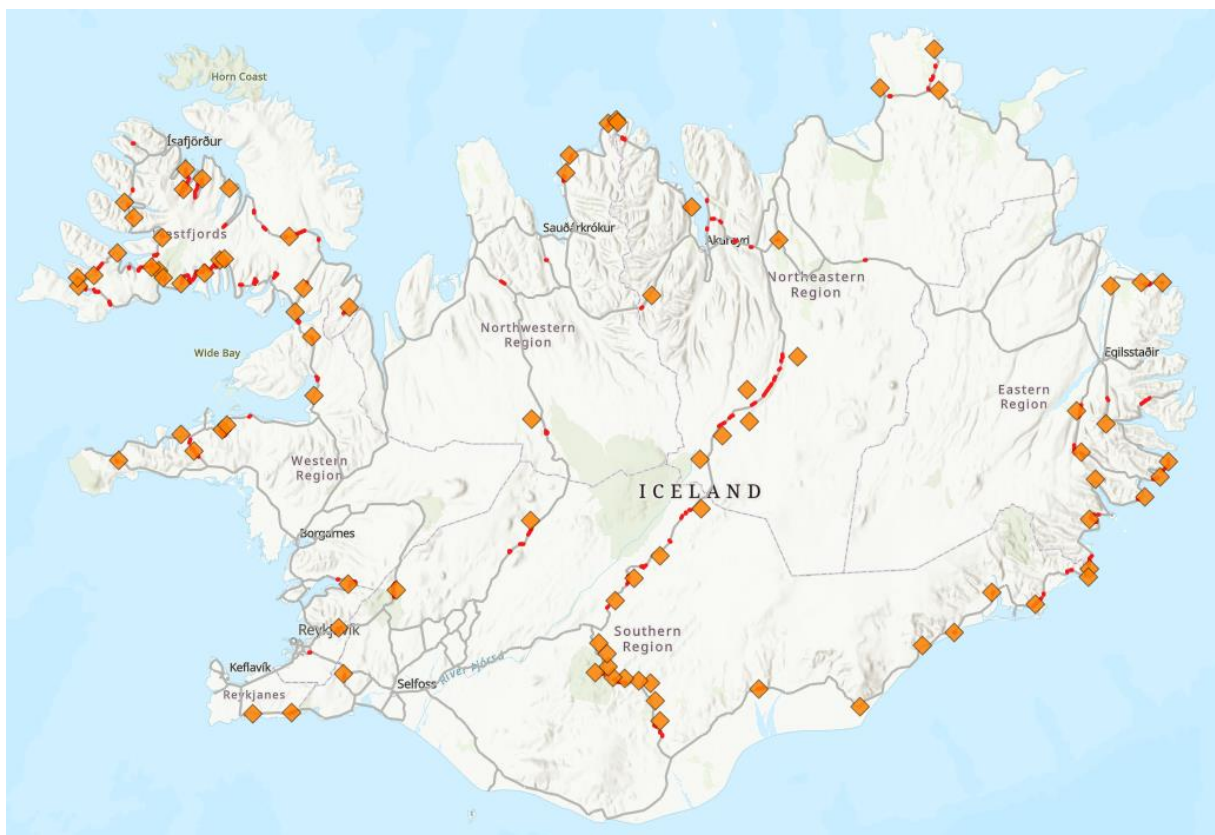 Horn Coast
Ísafjörður
Westfjords
Sauðárkrókur
Akureyri
Northeastern
Region
Northwestern
Region
Wide Bay
Egilsstaðir
Eastern
Region
Western
Region
ICELAND
Borgarnes
Reykjavík
Southern
Region
Keflavík
Selfoss
River Þjórsá
Reykjanes